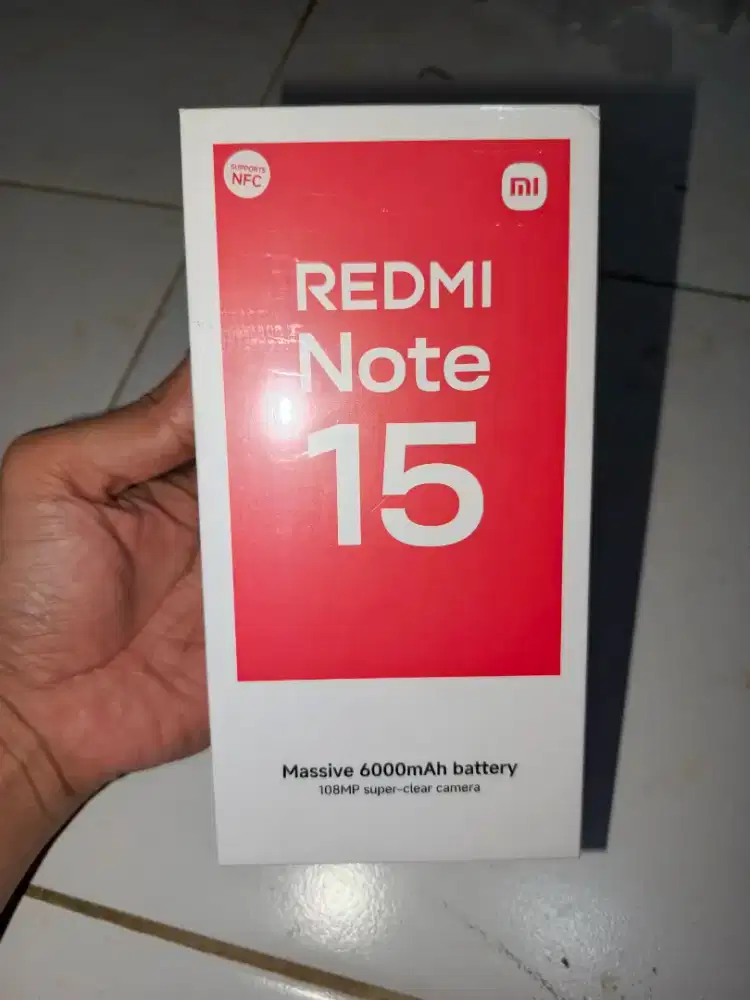 SUPPORTS
NFC
mi
REDMI
Note
15
Massive 6000mAh battery
108MP super-clear camera